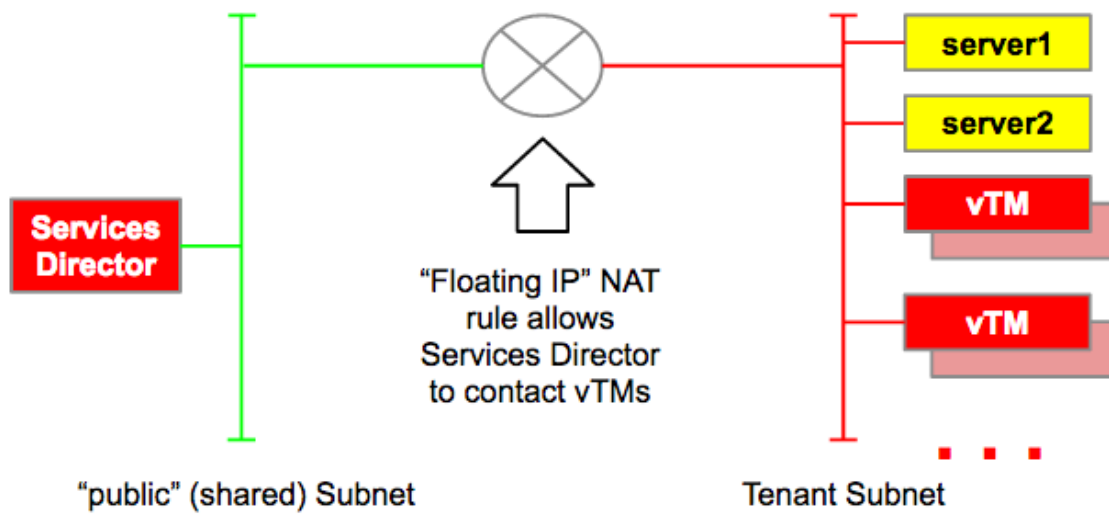 server1
server2
vTM
vTM
Services
Director
“Floating IP” NAT
rule allows
Services Director
to contact vTMs
“public” (shared) Subnet
Tenant Subnet